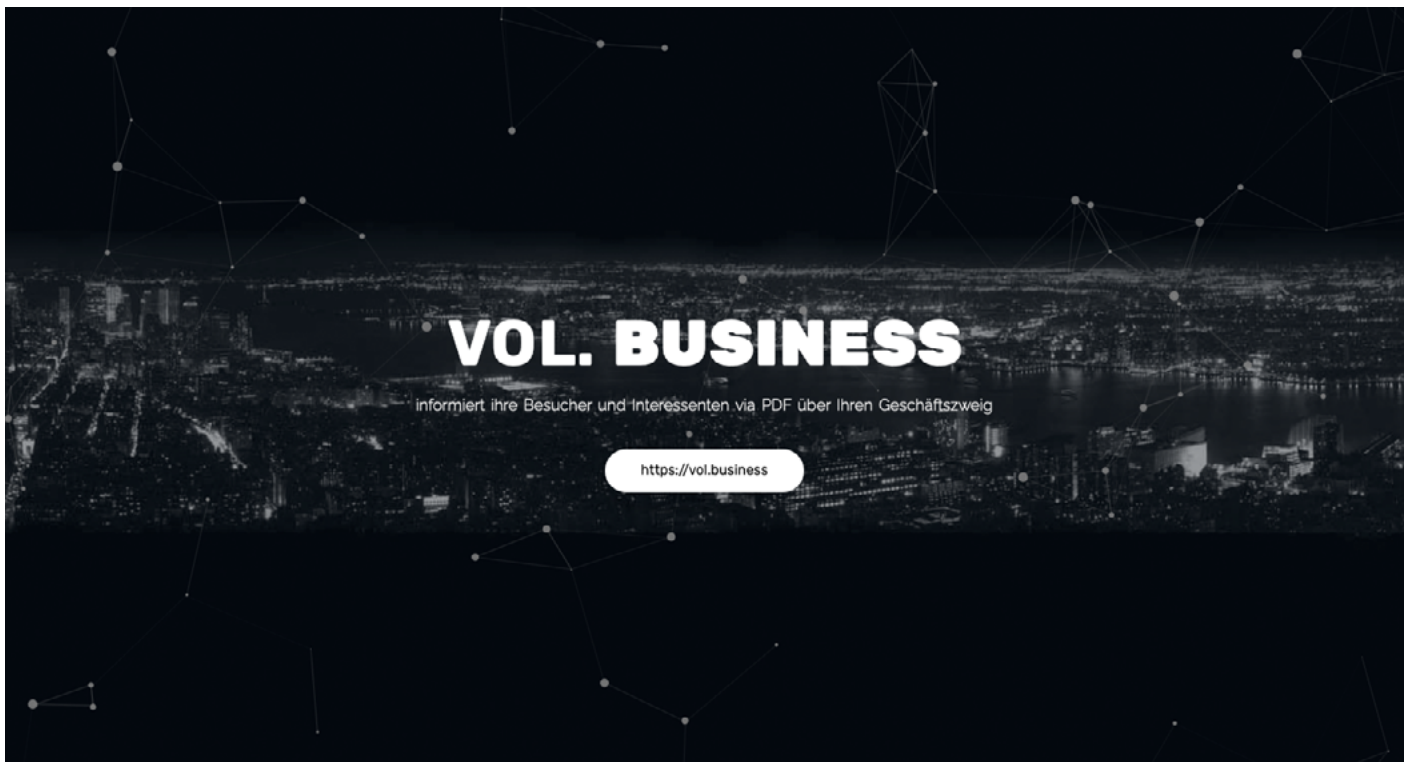 VOL. BUSINESS
informiert ihre Besucher und Interessenten via PDF über Ihren Geschäftszweig
https://vol.business